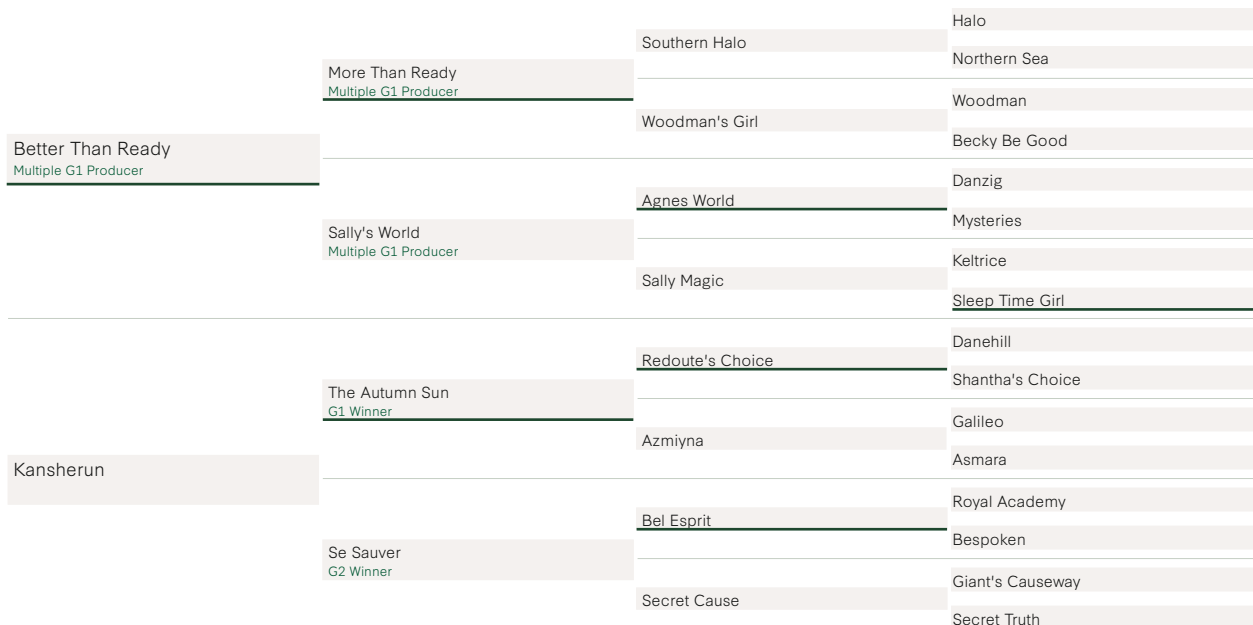 Better Than Ready
Multiple G1 Producer
Kansherun
More Than Ready
Multiple G1 Producer
Sally's World
Multiple G1 Producer
The Autumn Sun
G1 Winner
Se Sauver
G2 Winner
Southern Halo
Woodman's Girl
Agnes World
Sally Magic
Redoute's Choice
Azmiyna
Bel Esprit
Secret Cause
Halo
Northern Sea
Woodman
Becky Be Good
Danzig
Mysteries
Keltrice
Sleep Time Girl
Danehill
Shantha's Choice
Galileo
Asmara
Royal Academy
Bespoken
Giant's Causeway
Secret Truth